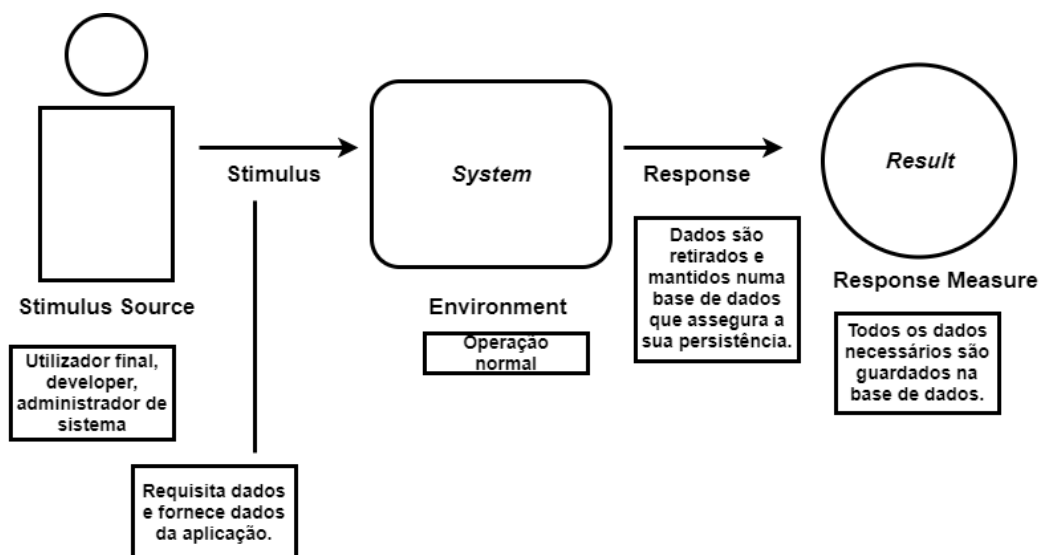 Stimulus
System
Response
Result
Stimulus Source
Environment
Response Measure
Utilizador final,
developer,
administrador de
sistema
Requisita dados
e fornece dados
da aplicação.
Operação
normal
Dados são
retirados e
mantidos numa
base de dados
que assegura a
sua persistência.
Todos os dados
necessários são
guardados na
base de dados.